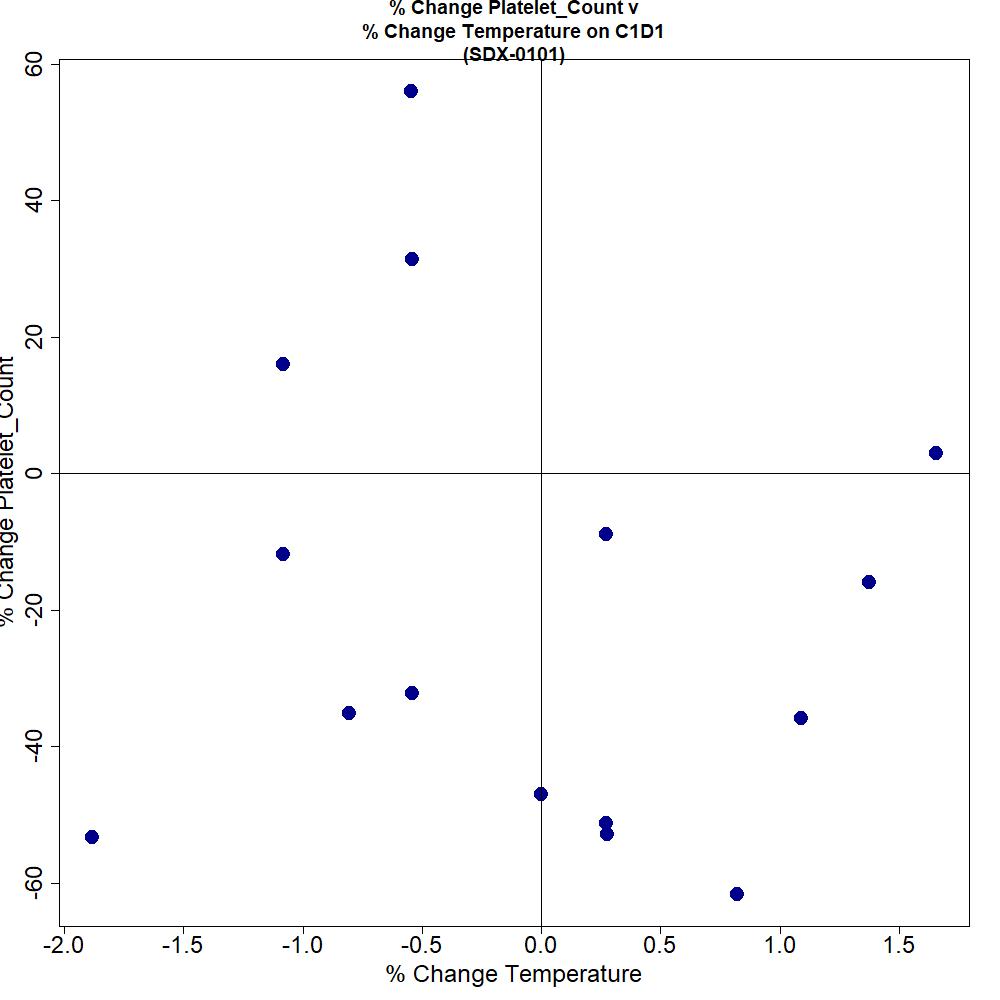 % Change Platelet_Count v
% Change Temperature on C1D1
(SDX-0101)
60
40
20
0
-20
-40
-60
% Change Platelet_Count
-2.0 -1.5 -1.0 -0.5 0.0 0.5 1.0 1.5
% Change Temperature